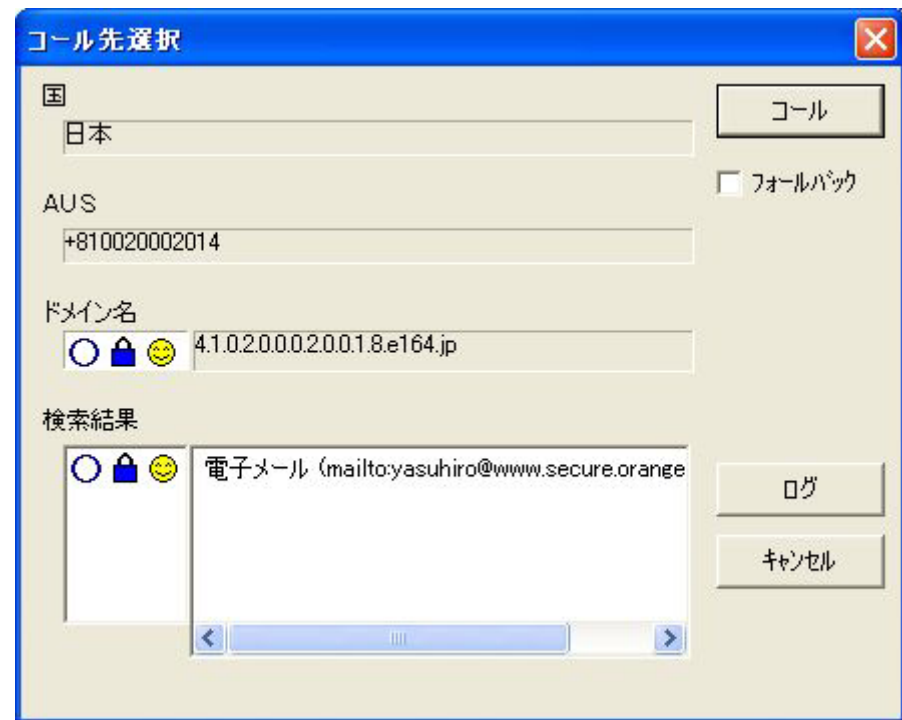 コール先選択
国
コール
日本
フォールバック
AUS
+810020002014
ドメイン名
4.1.0.2.0.0.0.2.0.0.1.8.e164.jp
検索結果
電子メール (mailto:yasuhiro@www.secure.orange
ログ
キャンセル